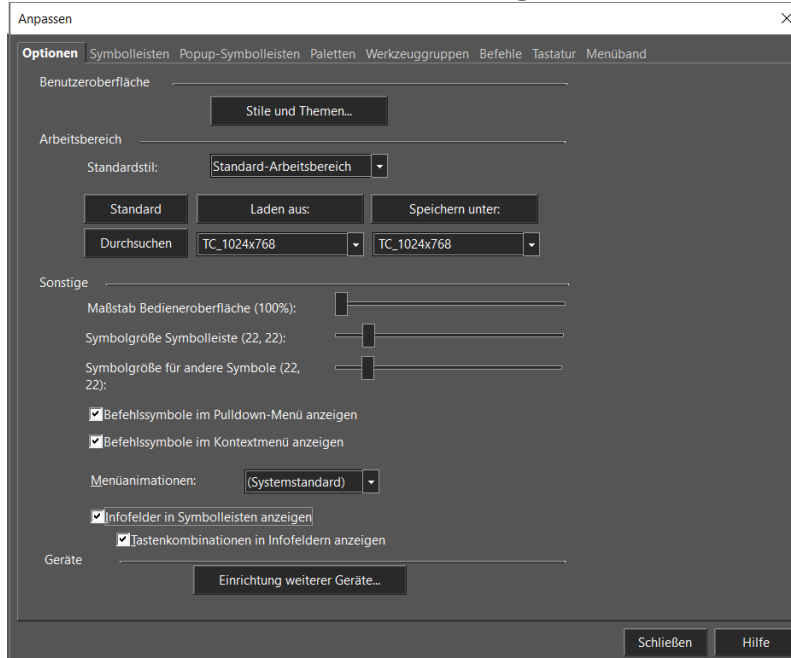 Anpassen
Optionen Symbolleisten Popup-Symbolleisten Paletten Werkzeuggruppen Befehle Tastatur Menüband
Benutzeroberfläche
Stile und Themen...
Arbeitsbereich
Standardstil: Standard-Arbeitsbereich
Standard Laden aus: Speichern unter:
Durchsuchen TC_1024x768 TC_1024x768
Sonstige
Maßstab Bedieneroberfläche (100%):
Symbolgröße Symbolleiste (22, 22):
Symbolgröße für andere Symbole (22,
22):
Befehlssymbole im Pulldown-Menü anzeigen
Befehlssymbole im Kontextmenü anzeigen
Menüanimationen: (Systemstandard)
Infofelder in Symbolleisten anzeigen
Tastenkombinationen in Infofeldern anzeigen
Geräte
Einrichtung weiterer Geräte...
Schließen Hilfe